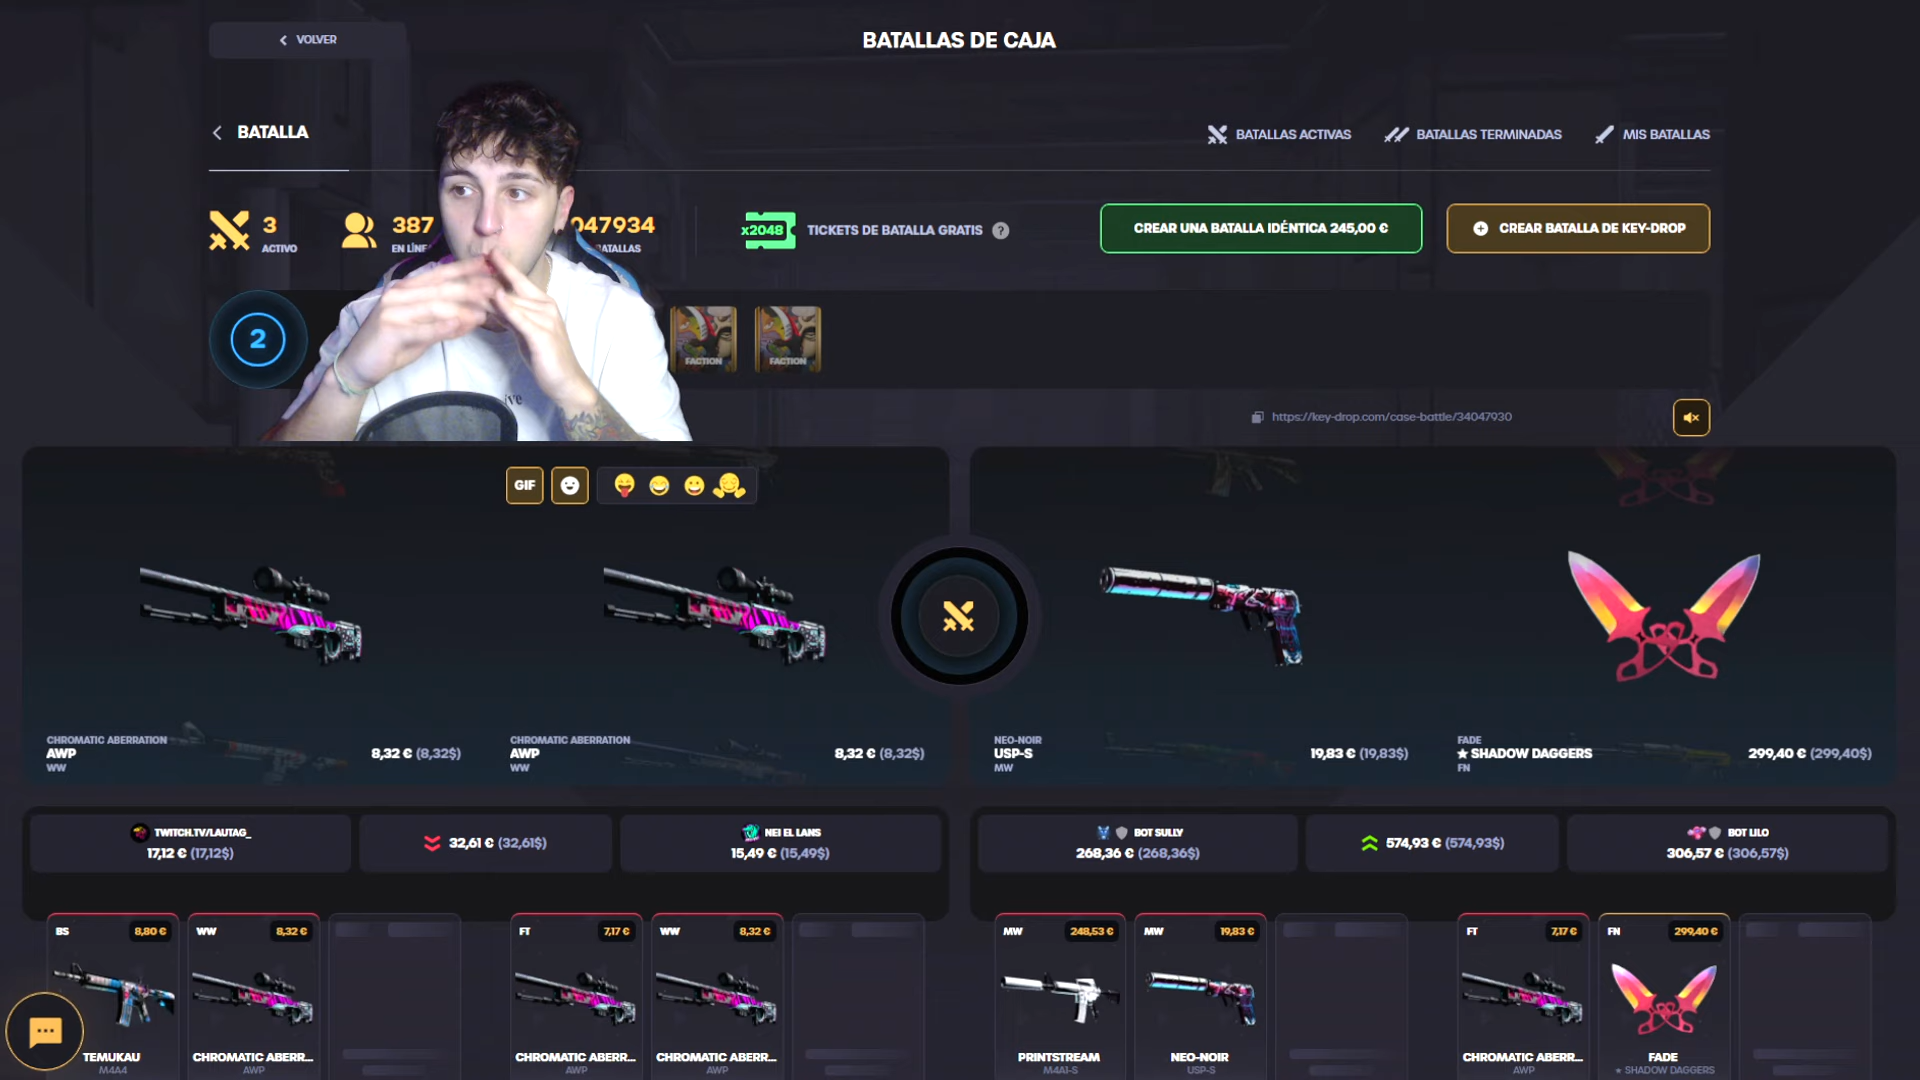 VOLVER
BATALLAS DE CAJA
BATALLA
BATALLAS ACTIVAS
BATALLAS TERMINADAS
MIS BATALLAS
3
ACTIVO
387
047934
x2048
TICKETS DE BATALLA GRATIS ?
CREAR UNA BATALLA IDÉNTICA 245,00 €
CREAR BATALLA DE KEY-DROP
2
FACTION
FACTION
https://key-drop.com/case-battle/34047930
GIF
CHROMATIC ABERRATION
AWP
WW
8,32 € (8,32$)
CHROMATIC ABERRATION
AWP
WW
8,32 € (8,32$)
NEO-NOIR
USP-S
MW
19,83 € (19,83$)
FADE
★ SHADOW DAGGERS
FN
299,40 € (299,40$)
TWITCH.TV/LAUTAG_
17,12 € (17,12$)
32,61 € (32,61$)
NEI EL LANS
15,49 € (15,49$)
BOT SULLY
268,36 € (268,36$)
574,93 € (574,93$)
BOT LILO
306,57 € (306,57$)
BS 8,80 €
TEMUKAU
M4A4
WW 8,32 €
CHROMATIC ABERR...
AWP
FT 7,17 €
CHROMATIC ABERR...
AWP
WW 8,32 €
CHROMATIC ABERR...
AWP
MW 248,53 €
PRINTSTREAM
M4A1-S
MW 19,83 €
NEO-NOIR
USP-S
FT 7,17 €
CHROMATIC ABERR...
AWP
FN 299,40 €
FADE
★ SHADOW DAGGERS